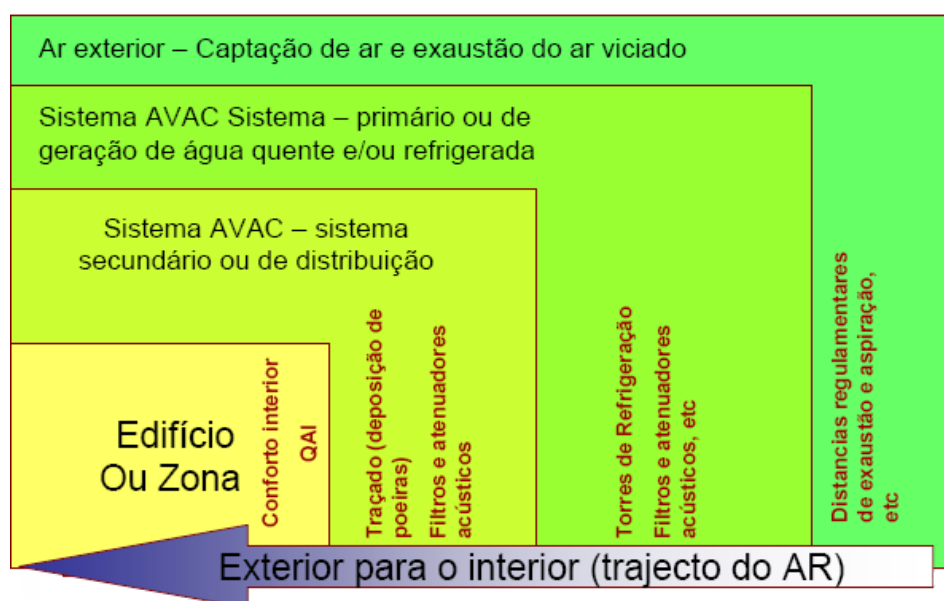 Ar exterior – Captação de ar e exaustão do ar viciado
Sistema AVAC Sistema – primário ou de
geração de água quente e/ou refrigerada
Sistema AVAC – sistema
secundário ou de distribuição
Edifício
Ou Zona
Conforto interior
QAI
Traçado (deposição de
poeiras)
Filtros e atenuadores
acústicos
Torres de Refrigeração
Filtros e atenuadores
acústicos, etc
Distancias regulamentares
de exaustão e aspiração,
etc
Exterior para o interior (trajecto do AR)